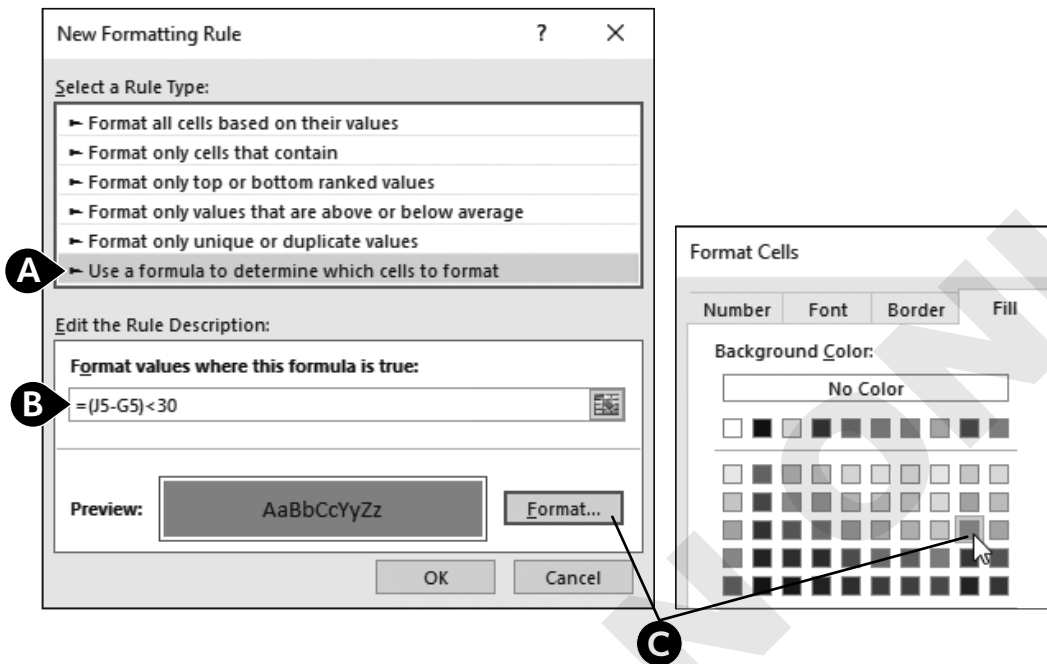 New Formatting Rule ? ×
Select a Rule Type:
► Format all cells based on their values
► Format only cells that contain
► Format only top or bottom ranked values
► Format only values that are above or below average
► Format only unique or duplicate values
A
► Use a formula to determine which cells to format
Edit the Rule Description:
Format values where this formula is true:
B
=(J5-G5)<30
Preview:
AaBbCcYyZz
Format...
OK
Cancel
Format Cells
Number
Font
Border
Fill
Background Color:
No Color
C